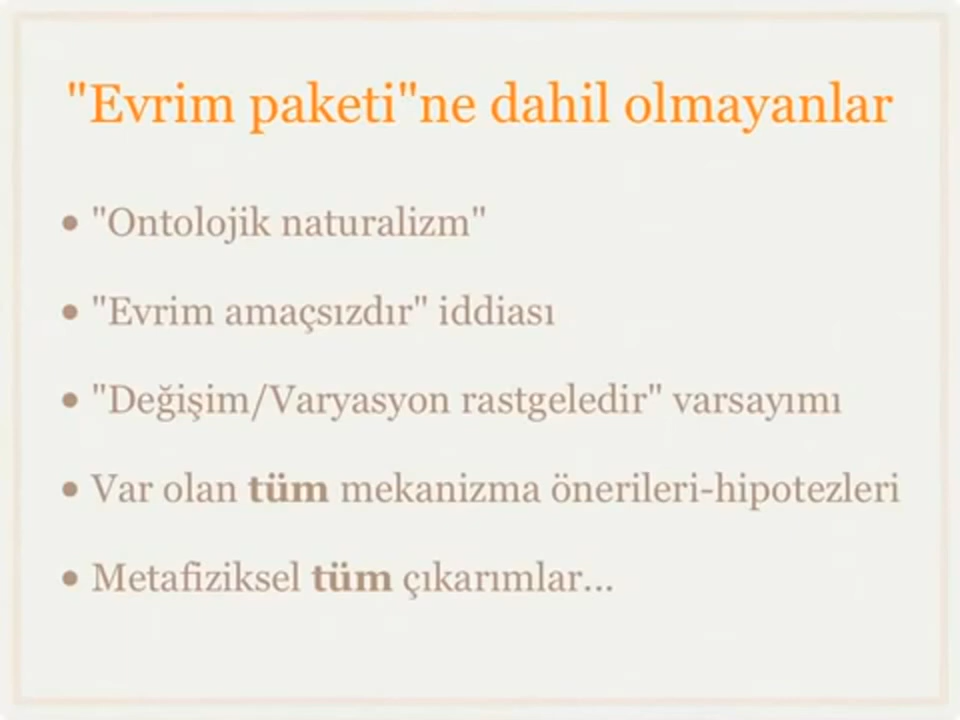 "Evrim paketi"ne dahil olmayanlar
• "Ontolojik naturalizm"
• "Evrim amaçsızdır" iddiası
• "Değişim/Varyasyon rastgeledir" varsayımı
• Var olan tüm mekanizma önerileri-hipotezleri
• Metafiziksel tüm çıkarımlar...